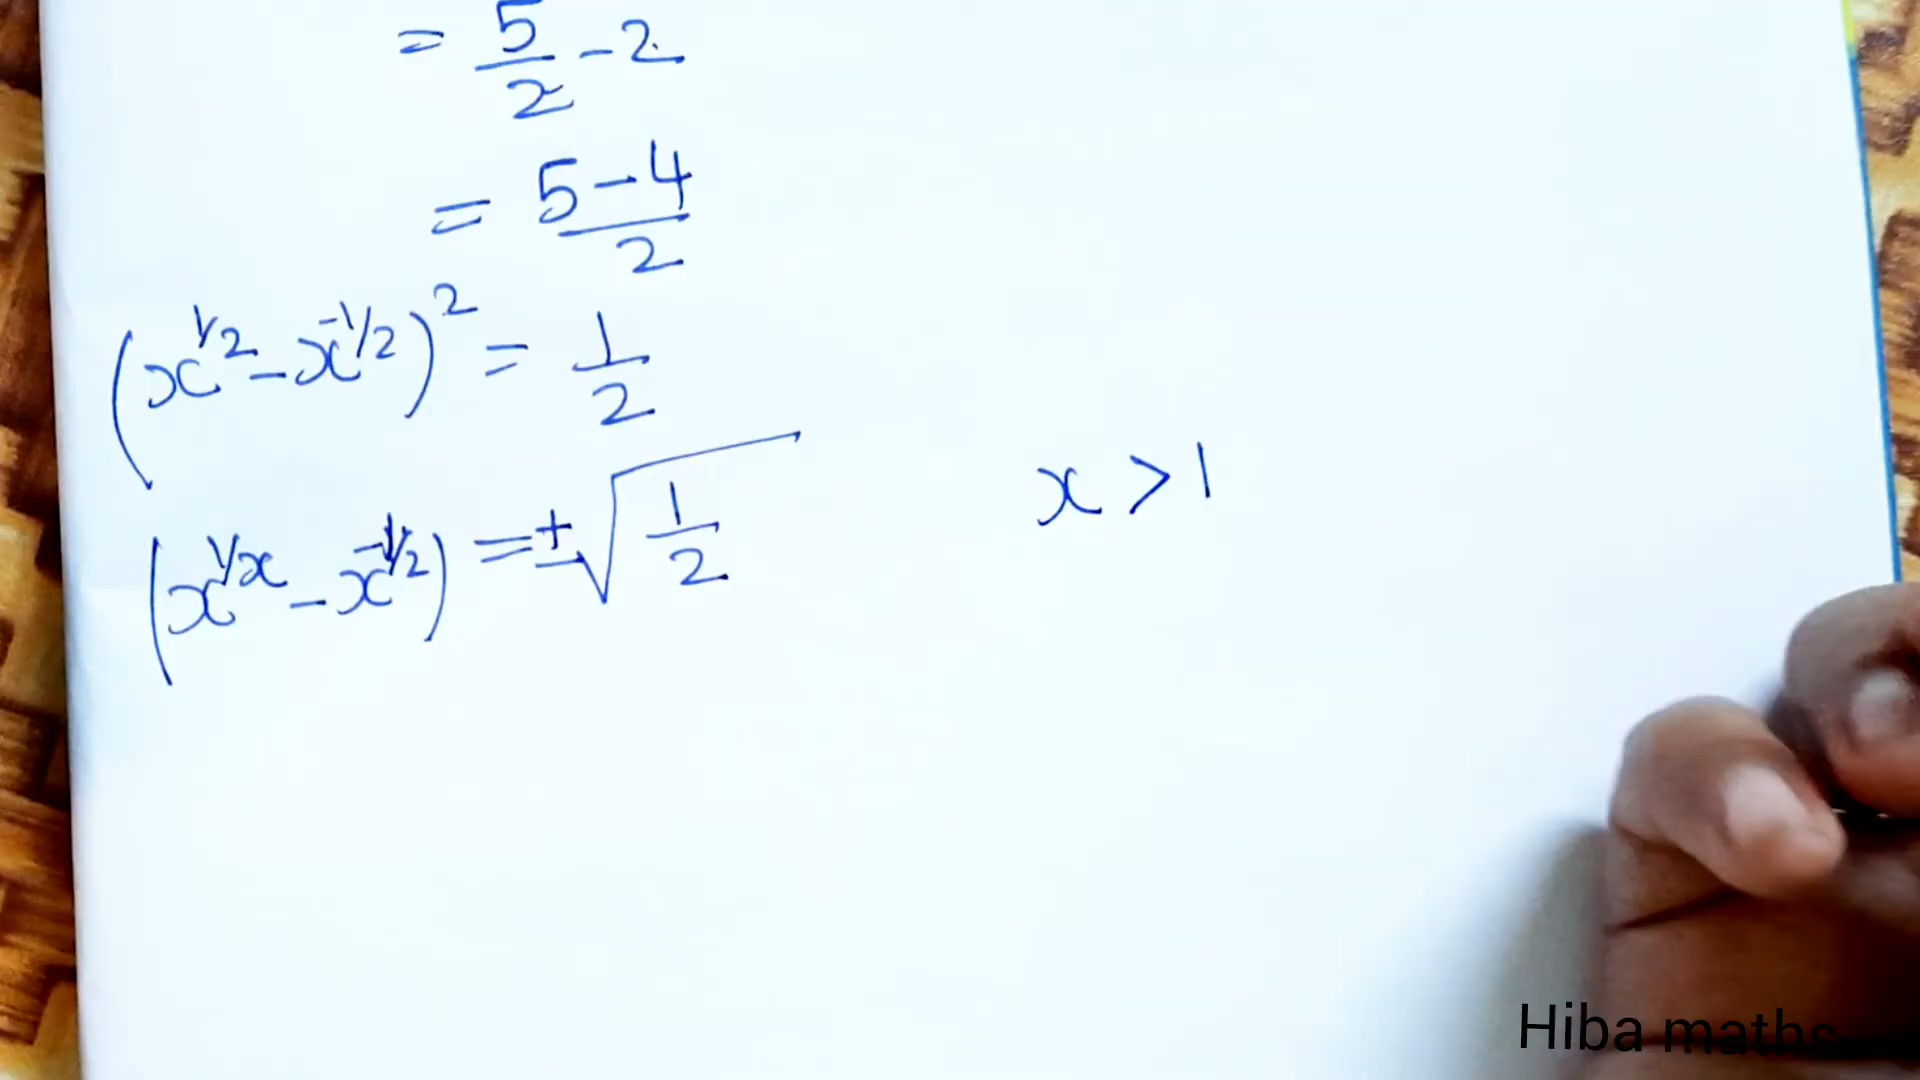 = 5/2 - 2
= 5-4/2
(x^1/2 - x^-1/2)^2 = 1/2
(x^1/x - x^-1/2) = ±√1/2
x > 1
Hiba maths